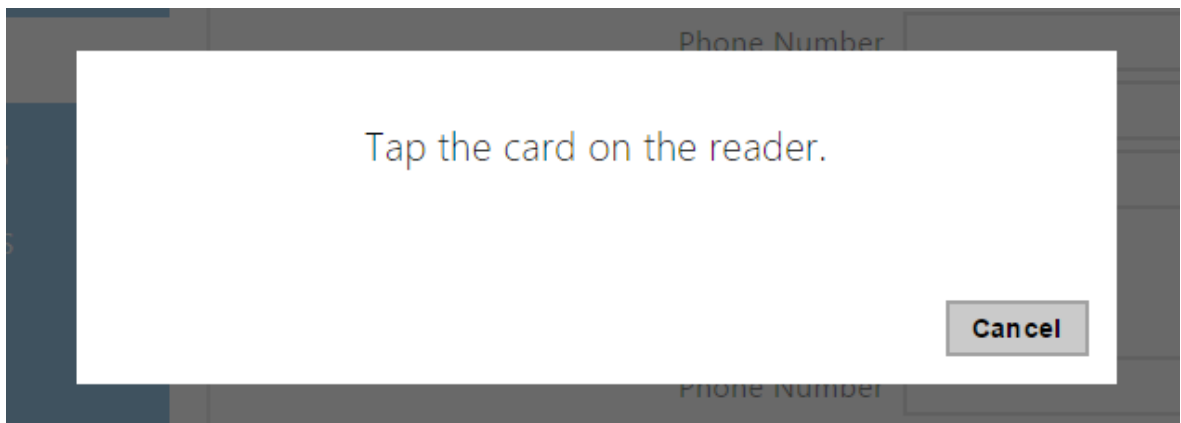 Phone Number
Tap the card on the reader.
s
Cancel
Phone Number